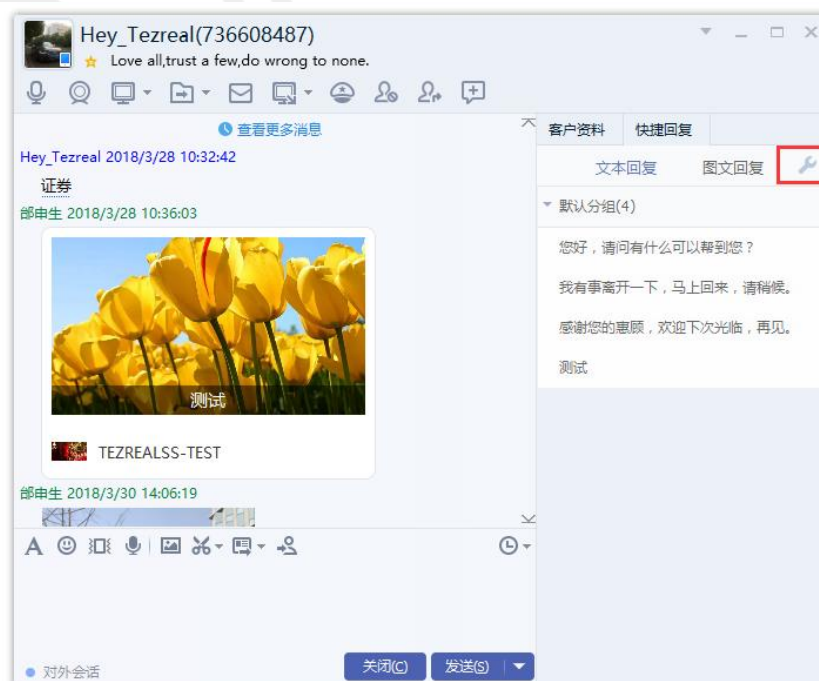 Hey_Tezreal(736608487)
Love all,trust a few,do wrong to none.
查看更多消息
Hey_Tezreal 2018/3/28 10:32:42
证券
邰申生 2018/3/28 10:36:03
测试
TEZREALSS-TEST
邰申生 2018/3/30 14:06:19
对外会话
关闭(C)
发送(S)
客户资料 快捷回复
文本回复 图文回复
默认分组(4)
您好，请问有什么可以帮到您？
我有事离开一下，马上回来，请稍候。
感谢您的惠顾，欢迎下次光临，再见。
测试